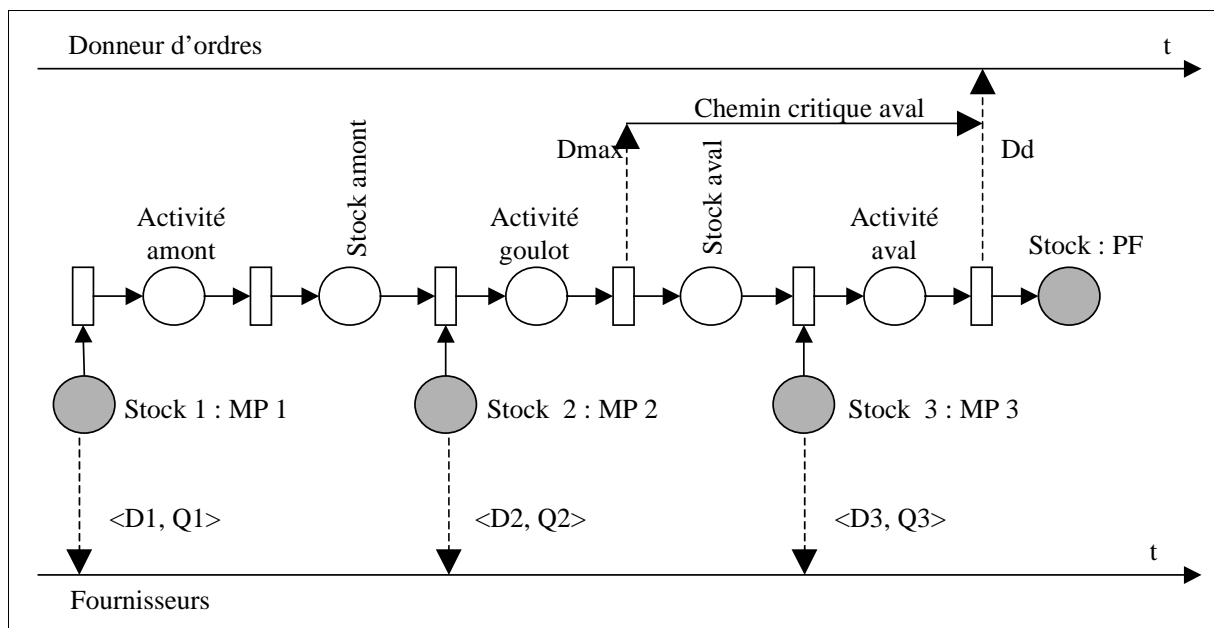 Donneur d'ordres
t
Chemin critique aval
Dmax
Dd
Stock amont
Stock aval
Activité
amont
Activité
goulot
Activité
aval
Stock : PF
Stock 1 : MP 1
Stock 2 : MP 2
Stock 3 : MP 3
<D1, Q1>
<D2, Q2>
<D3, Q3>
t
Fournisseurs